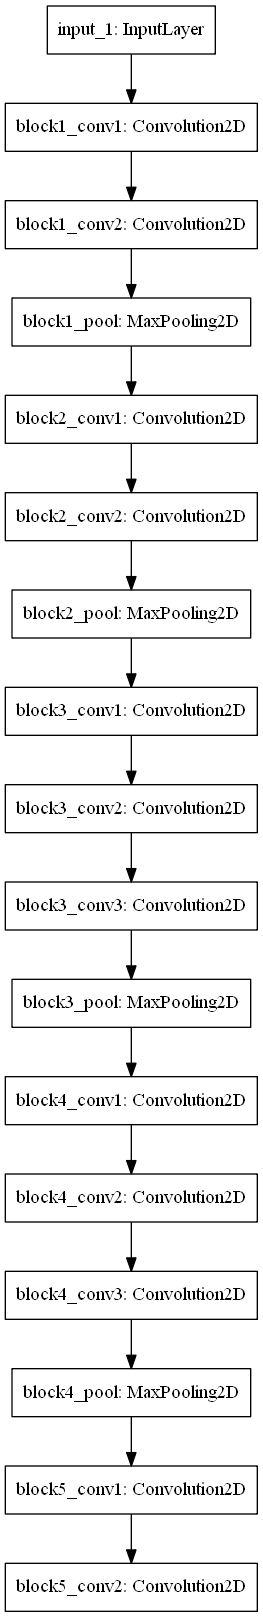 input_1: InputLayer
block1_conv1: Convolution2D
block1_conv2: Convolution2D
block1_pool: MaxPooling2D
block2_conv1: Convolution2D
block2_conv2: Convolution2D
block2_pool: MaxPooling2D
block3_conv1: Convolution2D
block3_conv2: Convolution2D
block3_conv3: Convolution2D
block3_pool: MaxPooling2D
block4_conv1: Convolution2D
block4_conv2: Convolution2D
block4_conv3: Convolution2D
block4_pool: MaxPooling2D
block5_conv1: Convolution2D
block5_conv2: Convolution2D